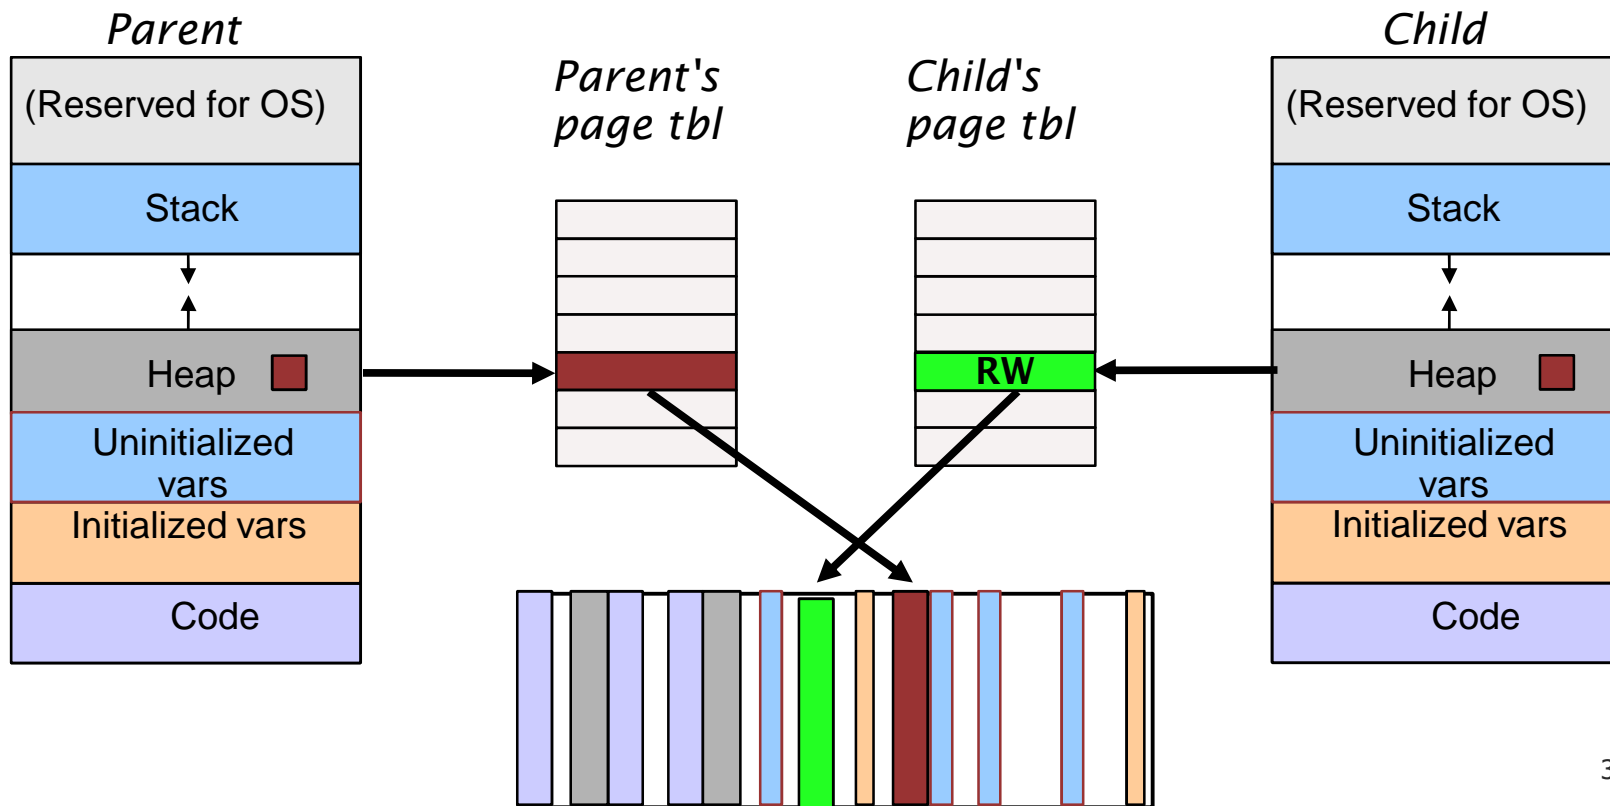 Parent
Child
Parent's
page tbl
Child's
page tbl
(Reserved for OS)
(Reserved for OS)
Stack
Stack
Heap
RW
Heap
Uninitialized
vars
Uninitialized
vars
Initialized vars
Initialized vars
Code
Code
3